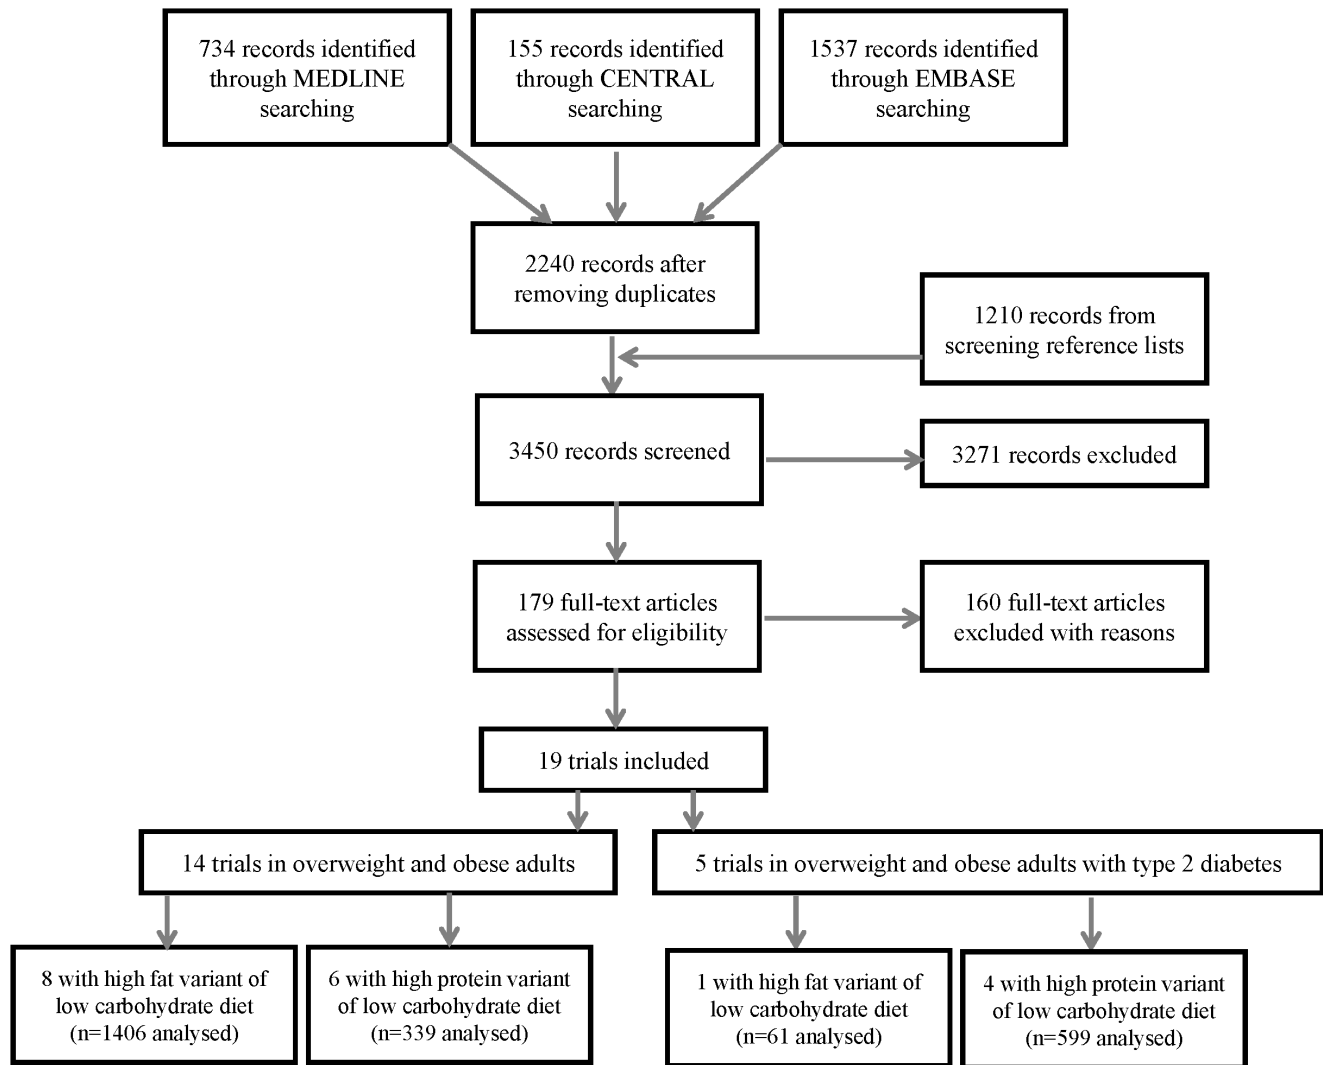 734 records identified
through MEDLINE
searching
155 records identified
through CENTRAL
searching
1537 records identified
through EMBASE
searching
2240 records after
removing duplicates
1210 records from
screening reference lists
3450 records screened
3271 records excluded
179 full-text articles
assessed for eligibility
160 full-text articles
excluded with reasons
19 trials included
14 trials in overweight and obese adults
5 trials in overweight and obese adults with type 2 diabetes
8 with high fat variant of
low carbohydrate diet
(n=1406 analysed)
6 with high protein variant
of low carbohydrate diet
(n=339 analysed)
1 with high fat variant of
low carbohydrate diet
(n=61 analysed)
4 with high protein variant
of low carbohydrate diet
(n=599 analysed)